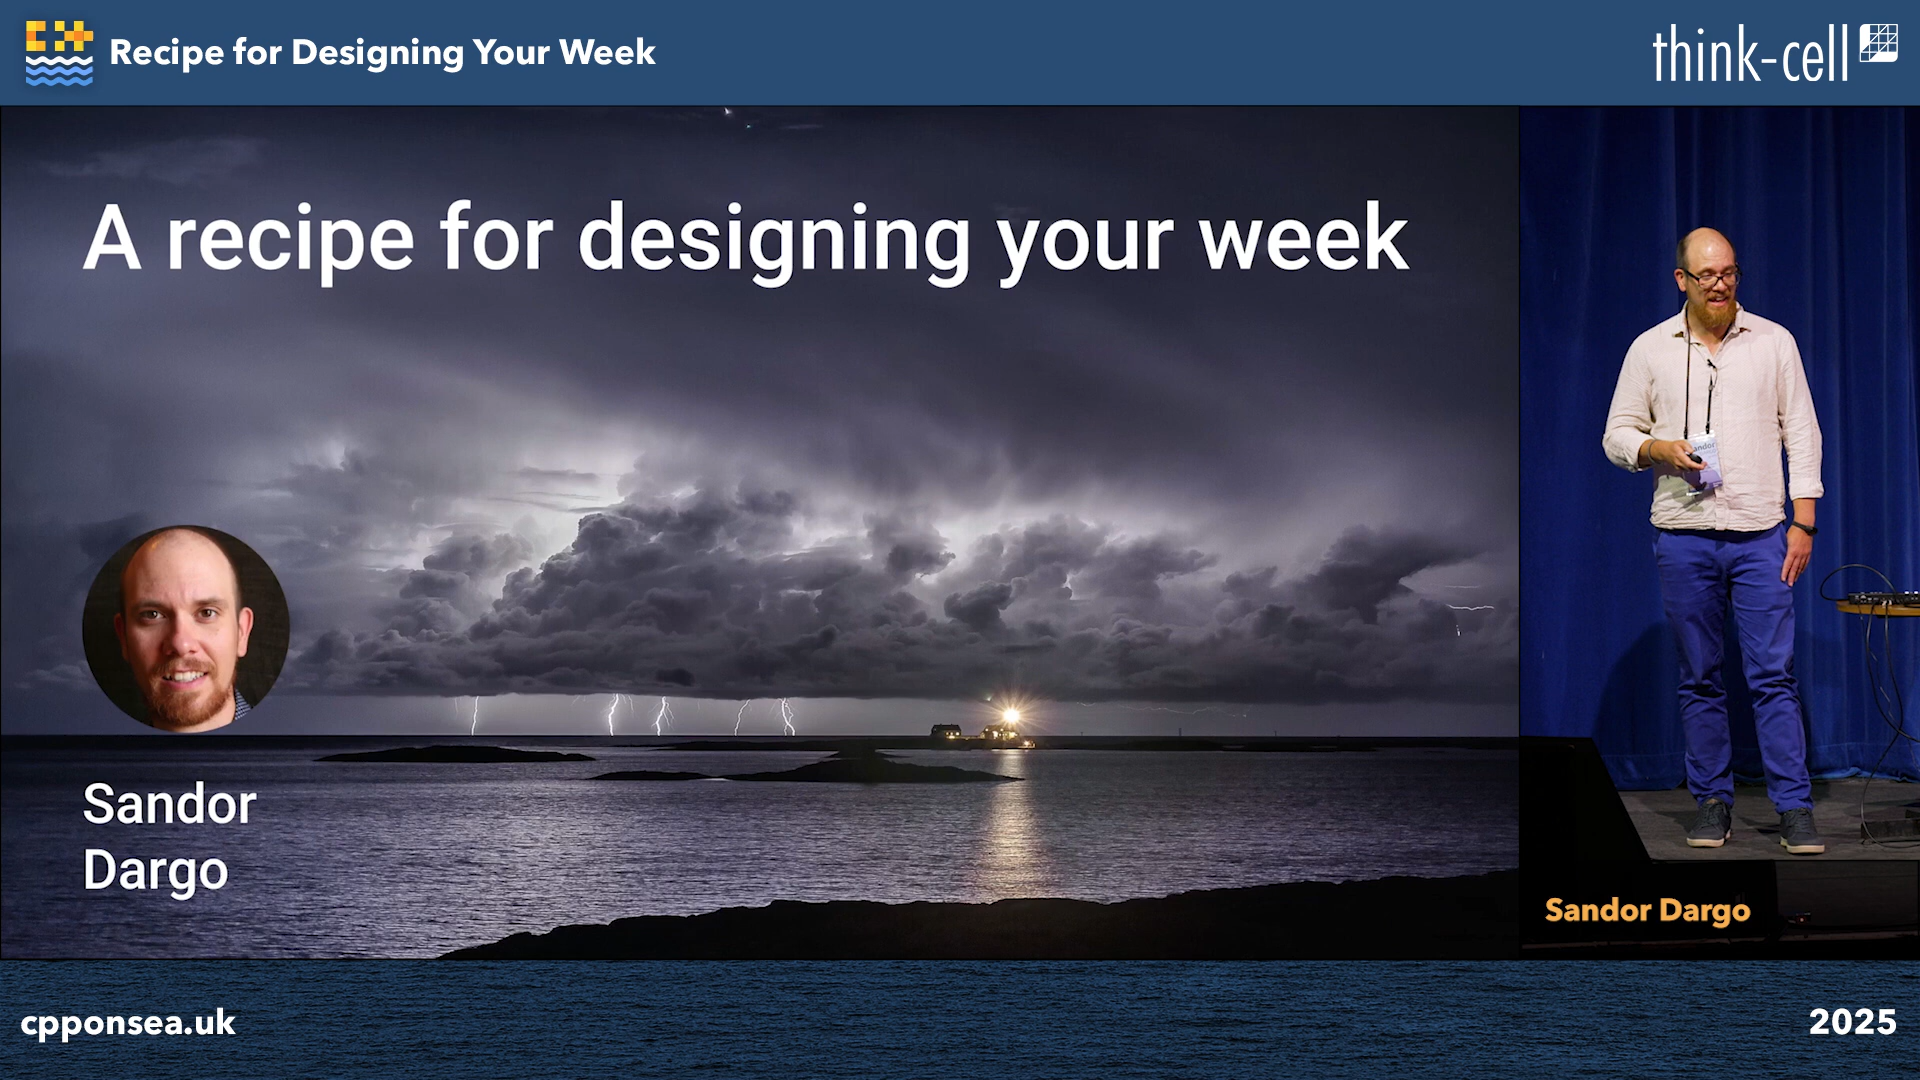 Recipe for Designing Your Week
think-cell
A recipe for designing your week
Sandor
Dargo
Sandor Dargo
cpponsea.uk
2025